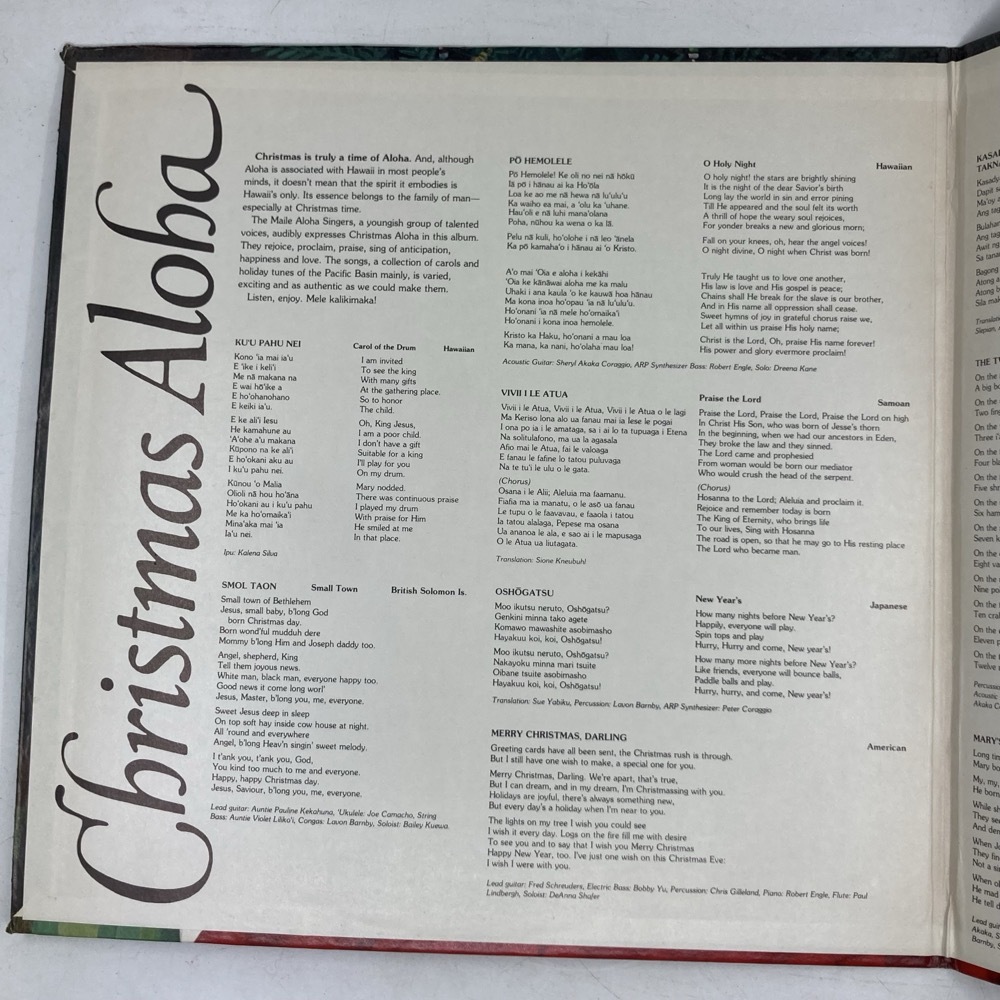 Christmas Aloha
Christmas is truly a time of Aloha. And, although
Aloha is associated with Hawaii in most people's
minds, it doesn't mean that the spirit it embodies is
Hawaii's only. Its essence belongs to the family of man—
especially at Christmas time.
The Maile Aloha Singers, a youngish group of talented
voices, audibly expresses Christmas Aloha in this album.
They rejoice, proclaim, praise, sing of anticipation,
happiness and love. The songs, a collection of carols and
holiday tunes of the Pacific Basin mainly, is varied,
exciting and as authentic as we could make them.
Listen, enjoy. Mele kalikimaka!
KU'U PAHU NEI
Kono 'ia mai ia'u
E 'ike i keli'i
Me nā makana na
E wai hō'ike a
E ho'ohanohano
E keiki ia'u.
E ke ali'i Iesu
He kamahune au
'A'ohe a'u makana
Kūpono na ke ali'i
E ho'okani aku au
I ku'u pahu nei.
Kūnou 'o Malia
Olioli nā hou ho'āna
Ho'okani au i ku'u pahu
Me ka ho'omaika'i
Mina'aka mai 'ia
Ia'u nei.
Ipu: Kalena Silva
Carol of the Drum Hawaiian
I am invited
To see the king
With many gifts
At the gathering place.
So to honor
The child.
Oh, King Jesus,
I am a poor child.
I don't have a gift
Suitable for a king
I'll play for you
On my drum.
Mary nodded.
There was continuous praise
I played my drum
With praise for Him
He smiled at me
In that place.
SMOL TAON Small Town British Solomon Is.
Small town of Bethlehem
Jesus, small baby, b'long God
born Christmas day.
Born wond'ful mudduh dere
Mommy b'long Him and Joseph daddy too.
Angel, shepherd, King
Tell them joyous news.
White man, black man, everyone happy too.
Good news it come long worl'
Jesus, Master, b'long you, me, everyone.
Sweet Jesus deep in sleep
On top soft hay inside cow house at night.
All 'round and everywhere
Angel, b'long Heav'n singin' sweet melody.
I t'ank you, t'ank you, God,
You kind too much to me and everyone.
Happy, happy Christmas day.
Jesus, Saviour, b'long you, me, everyone.
Lead guitar: Auntie Pauline Kekahuna, 'Ukulele: Joe Camacho, String
Bass: Auntie Violet Liliko'i, Congas: Lavon Barnby, Soloist: Bailey Kuewa.
PŌ HEMOLELE
Pō Hemolele! Ke oli no nei nā hōkū
Iā pō i hānau ai ka Ho'ōla
Loa ke ao me nā hewa nā lu'ulu'u
Ka waiho ea mai, a 'olu ka 'uhane.
Hau'oli e nā luhi mana'olana
Poha, nūhou ka wena o ka lā.
Pelu nā kuli, ho'olohe i nā leo 'ānela
Ka pō kamaha'o i hānau ai 'o Kristo.
A'o mai 'Oia e aloha i kekāhi
'Oia ke kānāwai aloha me ka malu
Uhaki i ana kaula 'o ke kauwā hoa hānau
Ma kona inoa ho'opau 'ia nā lu'ulu'u.
Ho'onani 'ia nā mele ho'omaika'i
Ho'onani i kona inoa hemolele.
Kristo ka Haku, ho'onani a mau loa
Ka mana, ka nani, ho'olaha mau loa!
O Holy Night Hawaiian
O holy night! the stars are brightly shining
It is the night of the dear Savior's birth
Long lay the world in sin and error pining
Till He appeared and the soul felt its worth
A thrill of hope the weary soul rejoices,
For yonder breaks a new and glorious morn;
Fall on your knees, oh, hear the angel voices!
O night divine, O night when Christ was born!
Truly He taught us to love one another,
His law is love and His gospel is peace;
Chains shall He break for the slave is our brother,
And in His name all oppression shall cease.
Sweet hymns of joy in grateful chorus raise we,
Let all within us praise His holy name;
Christ is the Lord, Oh, praise His name forever!
His power and glory evermore proclaim!
Acoustic Guitar: Sheryl Akaka Coraggio, ARP Synthesizer Bass: Robert Engle, Solo: Dreena Kane
VIVII I LE ATUA
Vivii i le Atua, Vivii i le Atua, Vivii i le Atua o le lagi
Ma Keriso lona alo ua fanau mai ia Iese le pogai
I ona po ia i le amataga, sa i ai lo ta tupuaga i Etena
Na solitulafono, ma ua la agasala
Afio mai le Atua, fai le valoaga
E fanau le fafine lo tatou puluvaga
Na te tu'i le ulu o le gata.
(Chorus)
Osana i le Alii; Aleluia ma faamanu.
Fiafia ma ia manatu, o le asō ua fanau
Le tupu o le faavavau, e faaola i tatou
Ia tatou alalaga, Pepese ma osana
Ua ananoa le ala, e sao ai i le mapusaga
O le Atua ua liutagata.
Translation: Sione Kneubuhl
Praise the Lord Samoan
Praise the Lord, Praise the Lord, Praise the Lord on high
In Christ His Son, who was born of Jesse's thorn
In the beginning, when we had our ancestors in Eden,
They broke the law and they sinned.
The Lord came and prophesied
From woman would be born our mediator
Who would crush the head of the serpent.
(Chorus)
Hosanna to the Lord; Aleluia and proclaim it.
Rejoice and remember today is born
The King of Eternity, who brings life
To our lives, Sing with Hosanna
The road is open, so that he may go to His resting place
The Lord who became man.
OSHŌGATSU
Moo ikutsu neruto, Oshōgatsu?
Genkini minna tako agete
Komawo mawashite asobimasho
Hayakuu koi, koi, Oshōgatsu!
Moo ikutsu neruto, Oshōgatsu?
Nakayoku minna mari tsuite
Oibane tsuite asobimasho
Hayakuu koi, koi, Oshōgatsu!
New Year's Japanese
How many nights before New Year's?
Happily, everyone will play.
Spin tops and play
Hurry, Hurry and come, New year's!
How many more nights before New Year's?
Like friends, everyone will bounce balls,
Paddle balls and play.
Hurry, hurry, and come, New year's!
Translation: Sue Yabiku, Percussion: Lavon Barnby, ARP Synthesizer: Peter Coraggio
MERRY CHRISTMAS, DARLING American
Greeting cards have all been sent, the Christmas rush is through.
But I still have one wish to make, a special one for you.
Merry Christmas, Darling. We're apart, that's true,
But I can dream, and in my dream, I'm Christmassing with you.
Holidays are joyful, there's always something new,
But every day's a holiday when I'm near to you.
The lights on my tree I wish you could see
I wish it every day. Logs on the fire fill me with desire
To see you and to say that I wish you Merry Christmas
Happy New Year, too. I've just one wish on this Christmas Eve:
I wish I were with you.
Lead guitar: Fred Schreuders, Electric Bass: Bobby Yu, Percussion: Chris Gilleland, Piano: Robert Engle, Flute: Paul
Lindbergh, Soloist: DeAnna Shafer